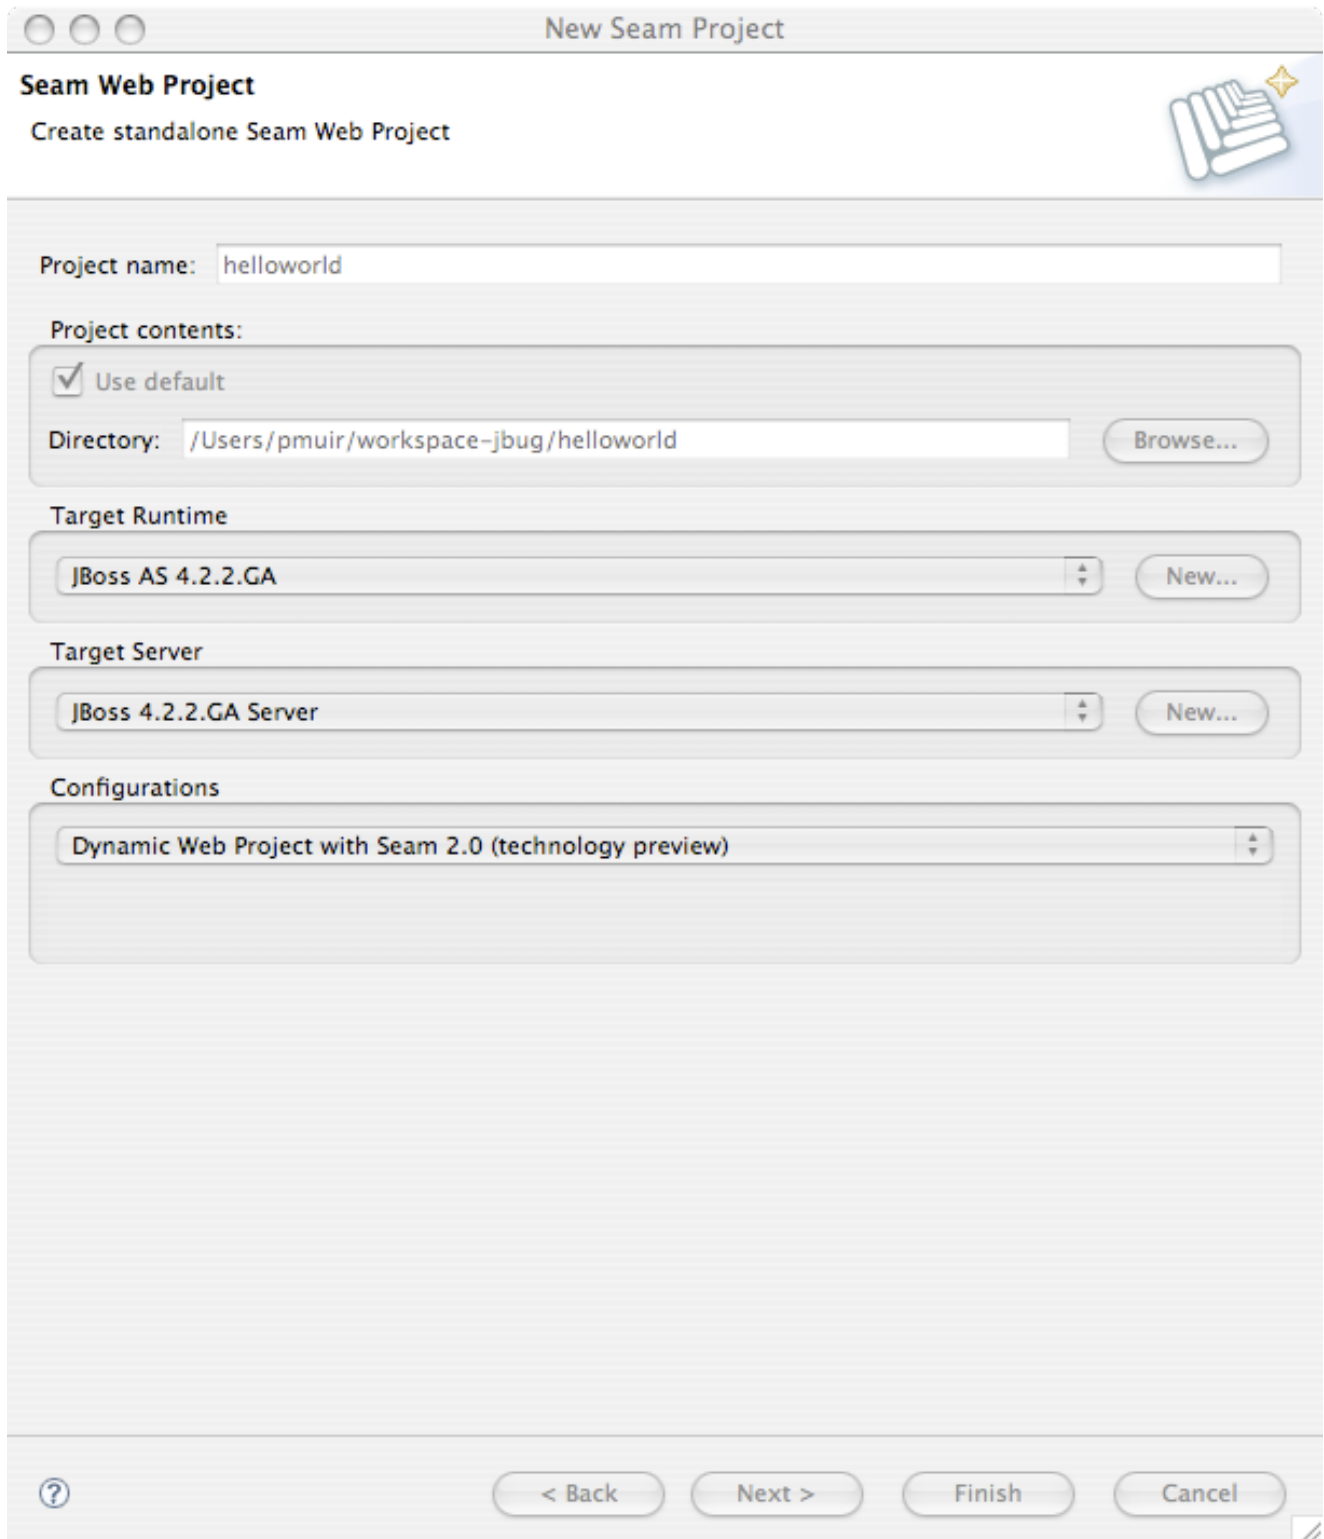 New Seam Project
Seam Web Project
Create standalone Seam Web Project
Project name: helloworld
Project contents:
Use default
Directory: /Users/pmuir/workspace-jbug/helloworld Browse...
Target Runtime
JBoss AS 4.2.2.GA New...
Target Server
JBoss 4.2.2.GA Server New...
Configurations
Dynamic Web Project with Seam 2.0 (technology preview)
? < Back Next > Finish Cancel